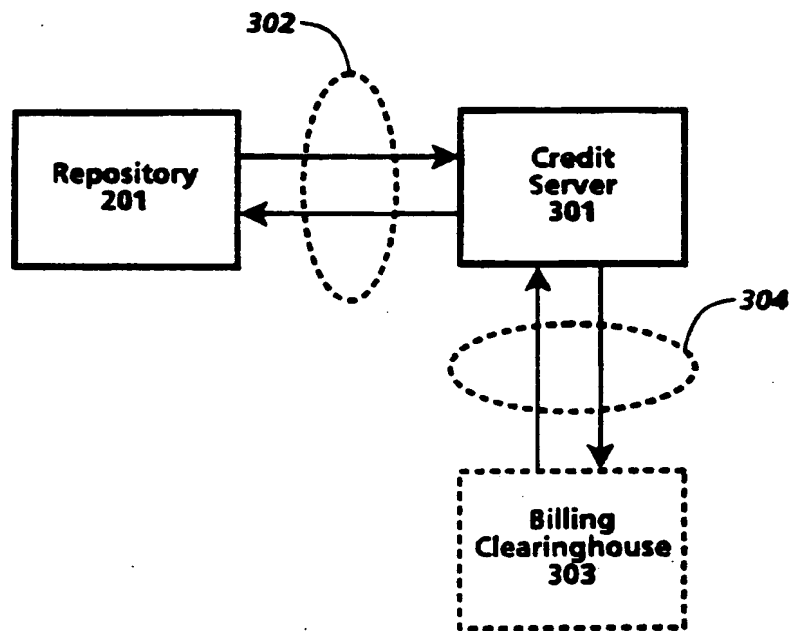 302
Repository
201
Credit
Server
301
304
Billing
Clearinghouse
303